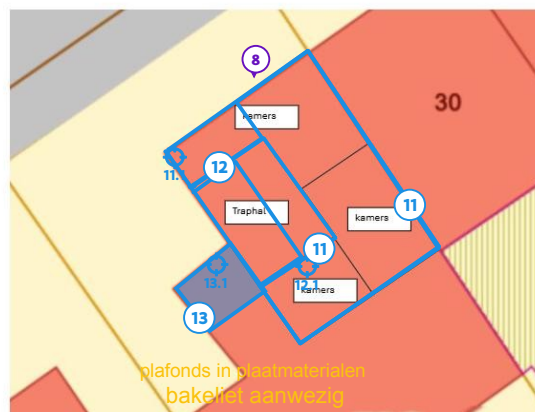 8
kamers
30
11.1
12
Traphal
kamers
11
11
13.1
12.1
kamers
13
plafonds in plaatmaterialen
bakeliet aanwezig